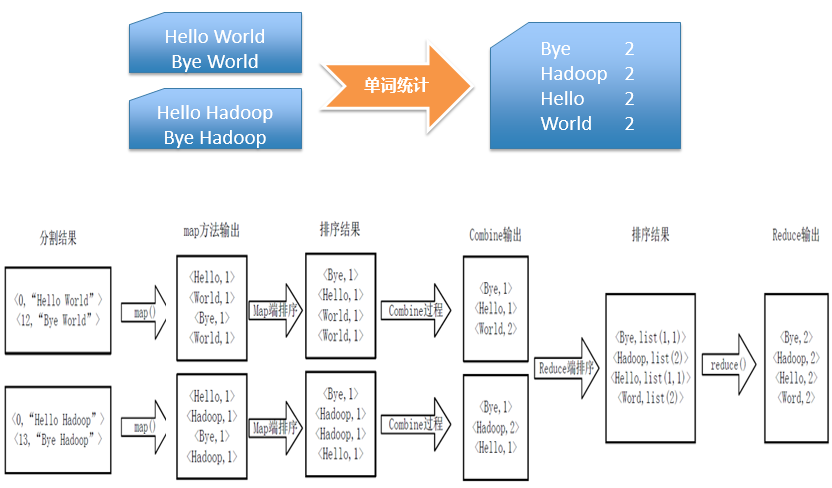 Hello World
Bye World
Hello Hadoop
Bye Hadoop
单词统计
Bye 2
Hadoop 2
Hello 2
World 2
分割结果
map方法输出
排序结果
Combine输出
排序结果
Reduce输出
<0,“Hello World”>
<12,“Bye World”>
map()
<Hello,1>
<World,1>
<Bye,1>
<World,1>
Map端排序
<Bye,1>
<Hello,1>
<World,1>
<World,1>
Combine过程
<Bye,1>
<Hello,1>
<World,2>
<0,“Hello Hadoop”>
<13,“Bye Hadoop”>
map()
<Hello,1>
<Hadoop,1>
<Bye,1>
<Hadoop,1>
Map端排序
<Bye,1>
<Hadoop,1>
<Hadoop,1>
<Hello,1>
Combine过程
<Bye,1>
<Hadoop,2>
<Hello,1>
Reduce端排序
<Bye,list(1,1)>
<Hadoop,list(2)>
<Hello,list(1,1)>
<Word,list(2)>
reduce()
<Bye,2>
<Hadoop,2>
<Hello,2>
<Word,2>